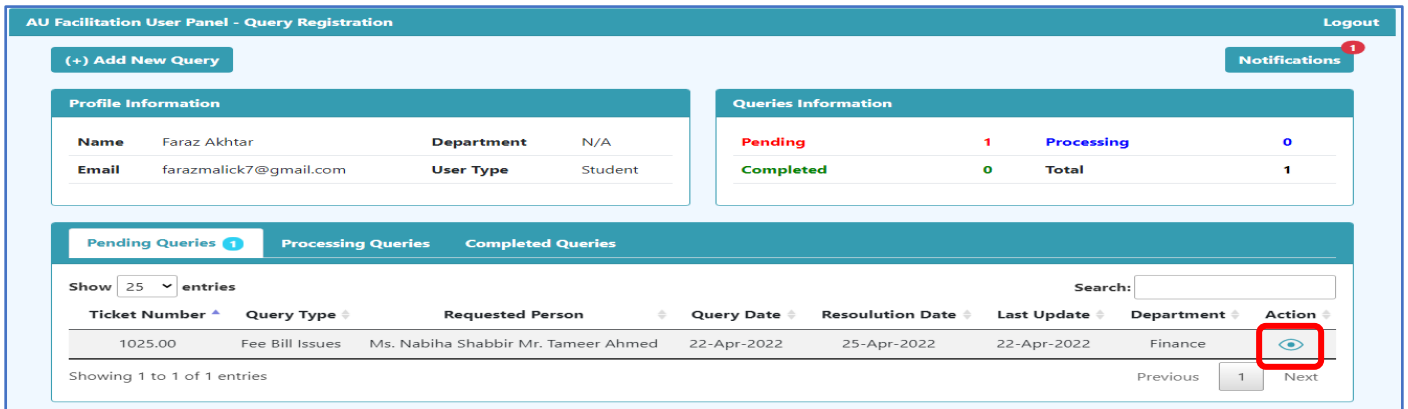 AU Facilitation User Panel - Query Registration Logout
(+) Add New Query Notifications 1
Profile Information
Name Faraz Akhtar Department N/A
Email farazmalick7@gmail.com User Type Student
Queries Information
Pending 1 Processing 0
Completed 0 Total 1
Pending Queries 1 Processing Queries Completed Queries
Show 25 entries Search:
Ticket Number Query Type Requested Person Query Date Resoulution Date Last Update Department Action
1025.00 Fee Bill Issues Ms. Nabiha Shabbir Mr. Tameer Ahmed 22-Apr-2022 25-Apr-2022 22-Apr-2022 Finance
Showing 1 to 1 of 1 entries Previous 1 Next